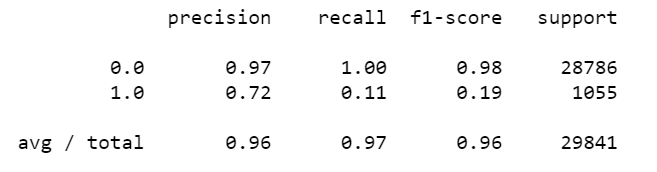 precision recall f1-score support
0.0 0.97 1.00 0.98 28786
1.0 0.72 0.11 0.19 1055
avg / total 0.96 0.97 0.96 29841